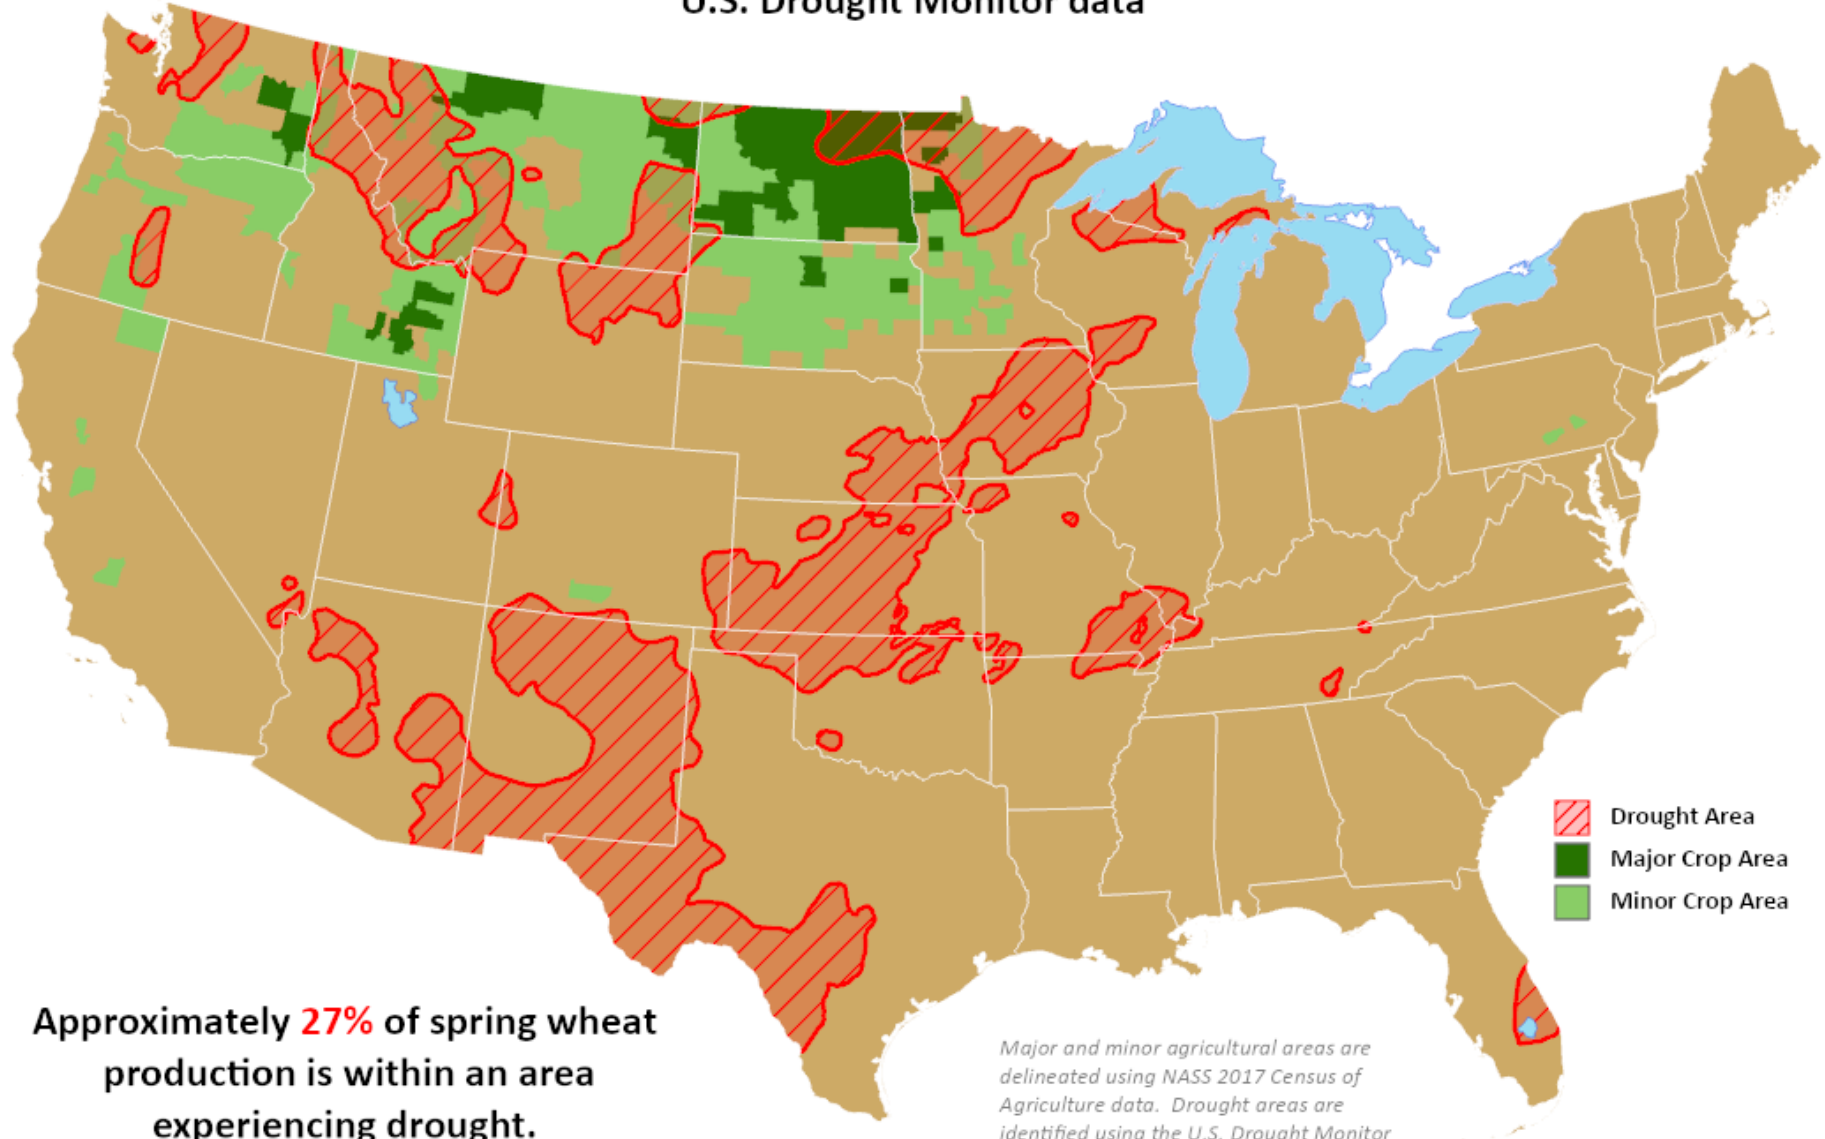 U.S. Drought Monitor data
Drought Area
Major Crop Area
Minor Crop Area
Approximately 27% of spring wheat
production is within an area
experiencing drought.
Major and minor agricultural areas are
delineated using NASS 2017 Census of
Agriculture data. Drought areas are
identified using the U.S. Drought Monitor